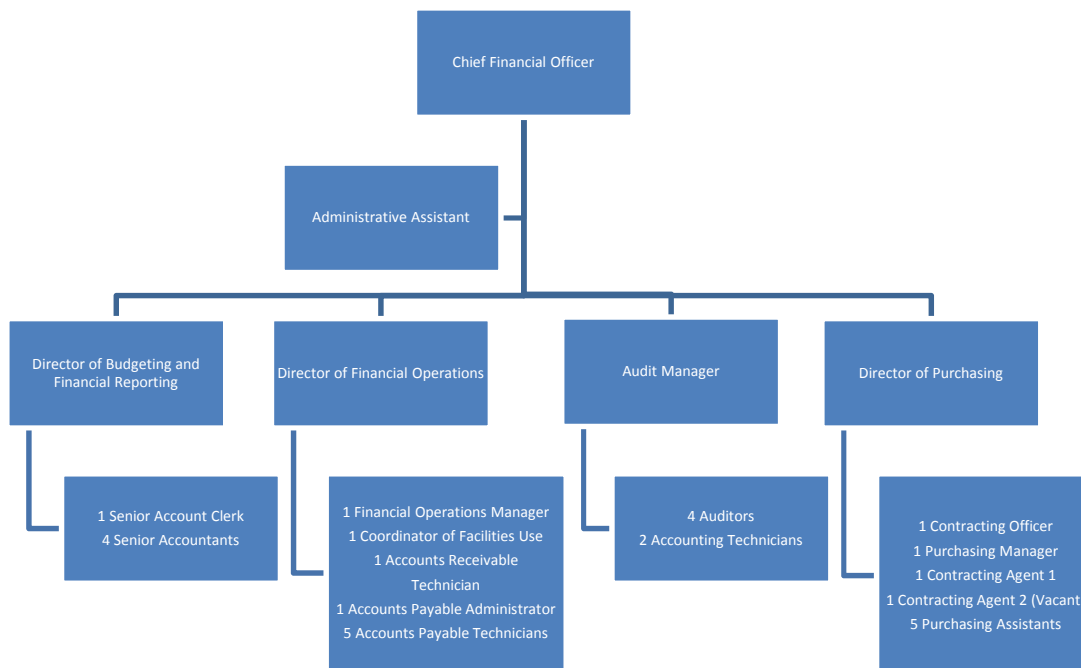 Chief Financial Officer
Administrative Assistant
Director of Budgeting and
Financial Reporting
Director of Financial Operations
Audit Manager
Director of Purchasing
1 Senior Account Clerk
4 Senior Accountants
1 Financial Operations Manager
1 Coordinator of Facilities Use
1 Accounts Receivable
Technician
1 Accounts Payable Administrator
5 Accounts Payable Technicians
4 Auditors
2 Accounting Technicians
1 Contracting Officer
1 Purchasing Manager
1 Contracting Agent 1
1 Contracting Agent 2 (Vacant
5 Purchasing Assistants